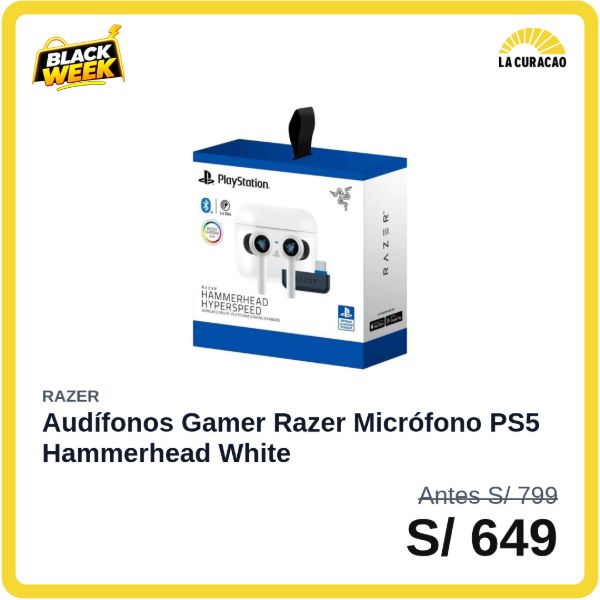 BLACK
WEEK
LA CURACAO
PlayStation
RAZER
HAMMERHEAD
HYPERSPEED
RAZER
RAZER
Audífonos Gamer Razer Micrófono PS5
Hammerhead White
Antes S/ 799
S/ 649